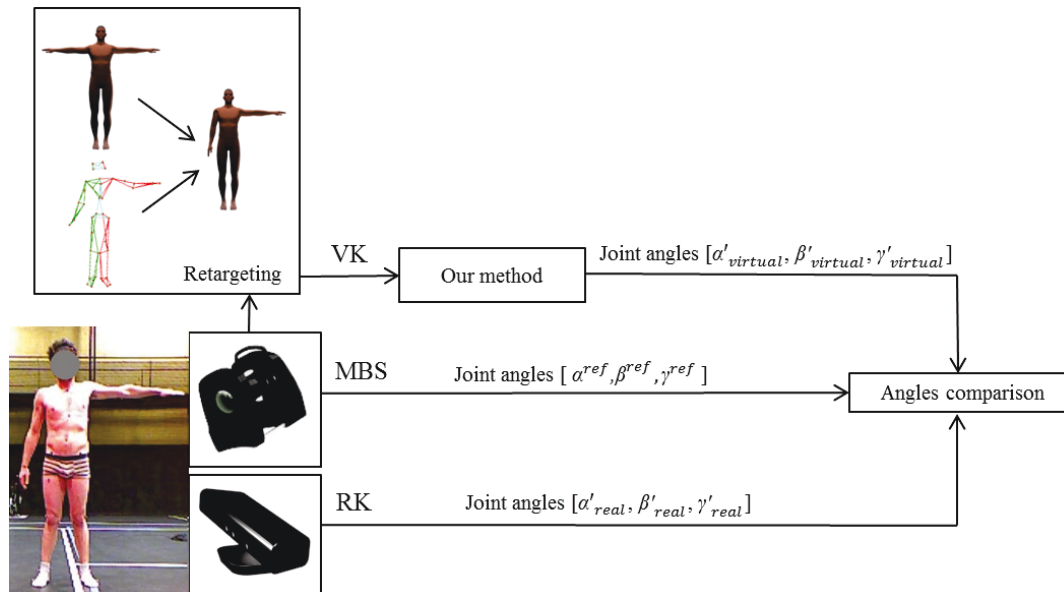 Retargeting
VK
Our method
Joint angles [α′virtual, β′virtual, γ′virtual]
MBS
Joint angles [ αref,βref,γref ]
Angles comparison
RK
Joint angles [α′real, β′real, γ′real]